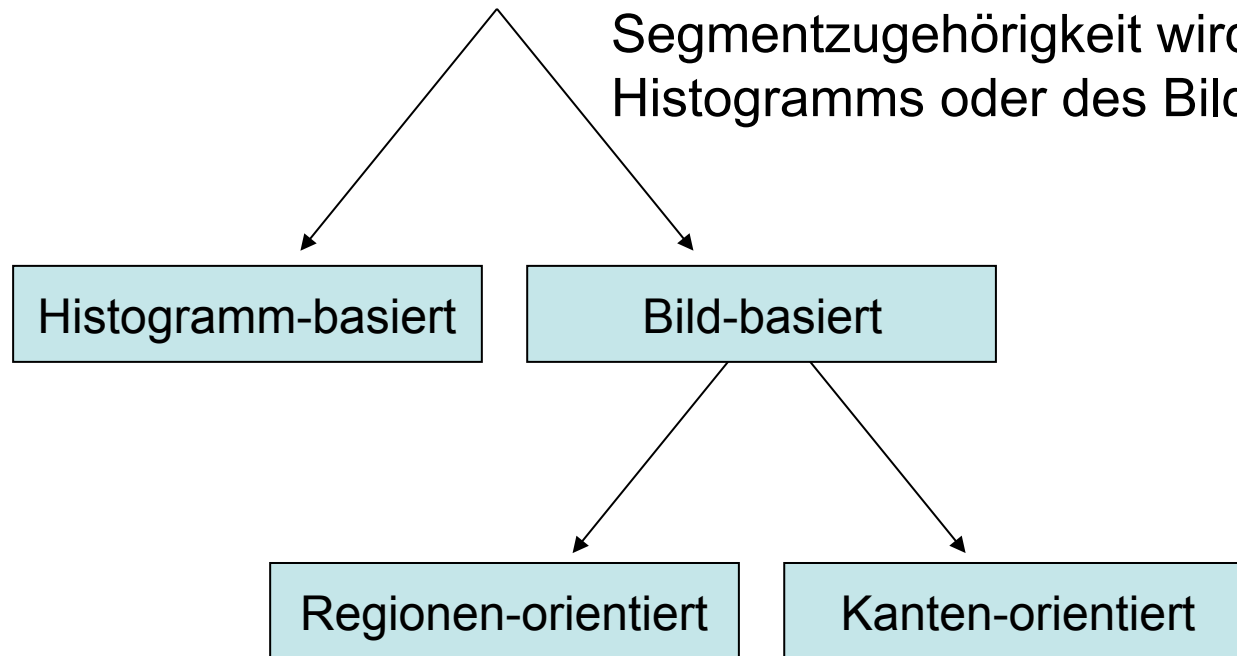 Segmentzugehörigkeit
Histogramms oder des
Histogramm-basiert
Bild-basiert
Regionen-orientiert
Kanten-orientiert